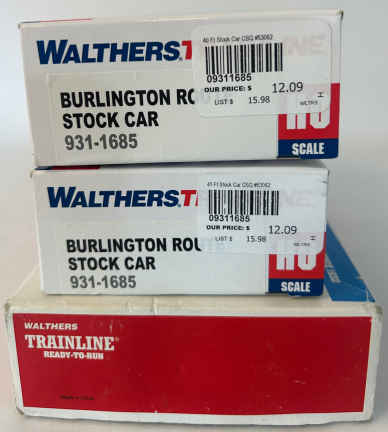 WALTHERS.T
40 Ft Stock Car CBQ #53062
09311685
OUR PRICE: $ 12.09
LIST $ 15.98
WLTRS
H
BURLINGTON ROU
STOCK CAR
931-1685
HO
SCALE
WALTHERS.T LINE
Ft Stock Car CBQ #53062
09311685
OUR PRICE: $ 12.09
LIST $ 15.98
H
BURLINGTON ROU
STOCK CAR
931-1685
HO
SCALE
WALTHERS
TRAINLINE®
READY-TO-RUN